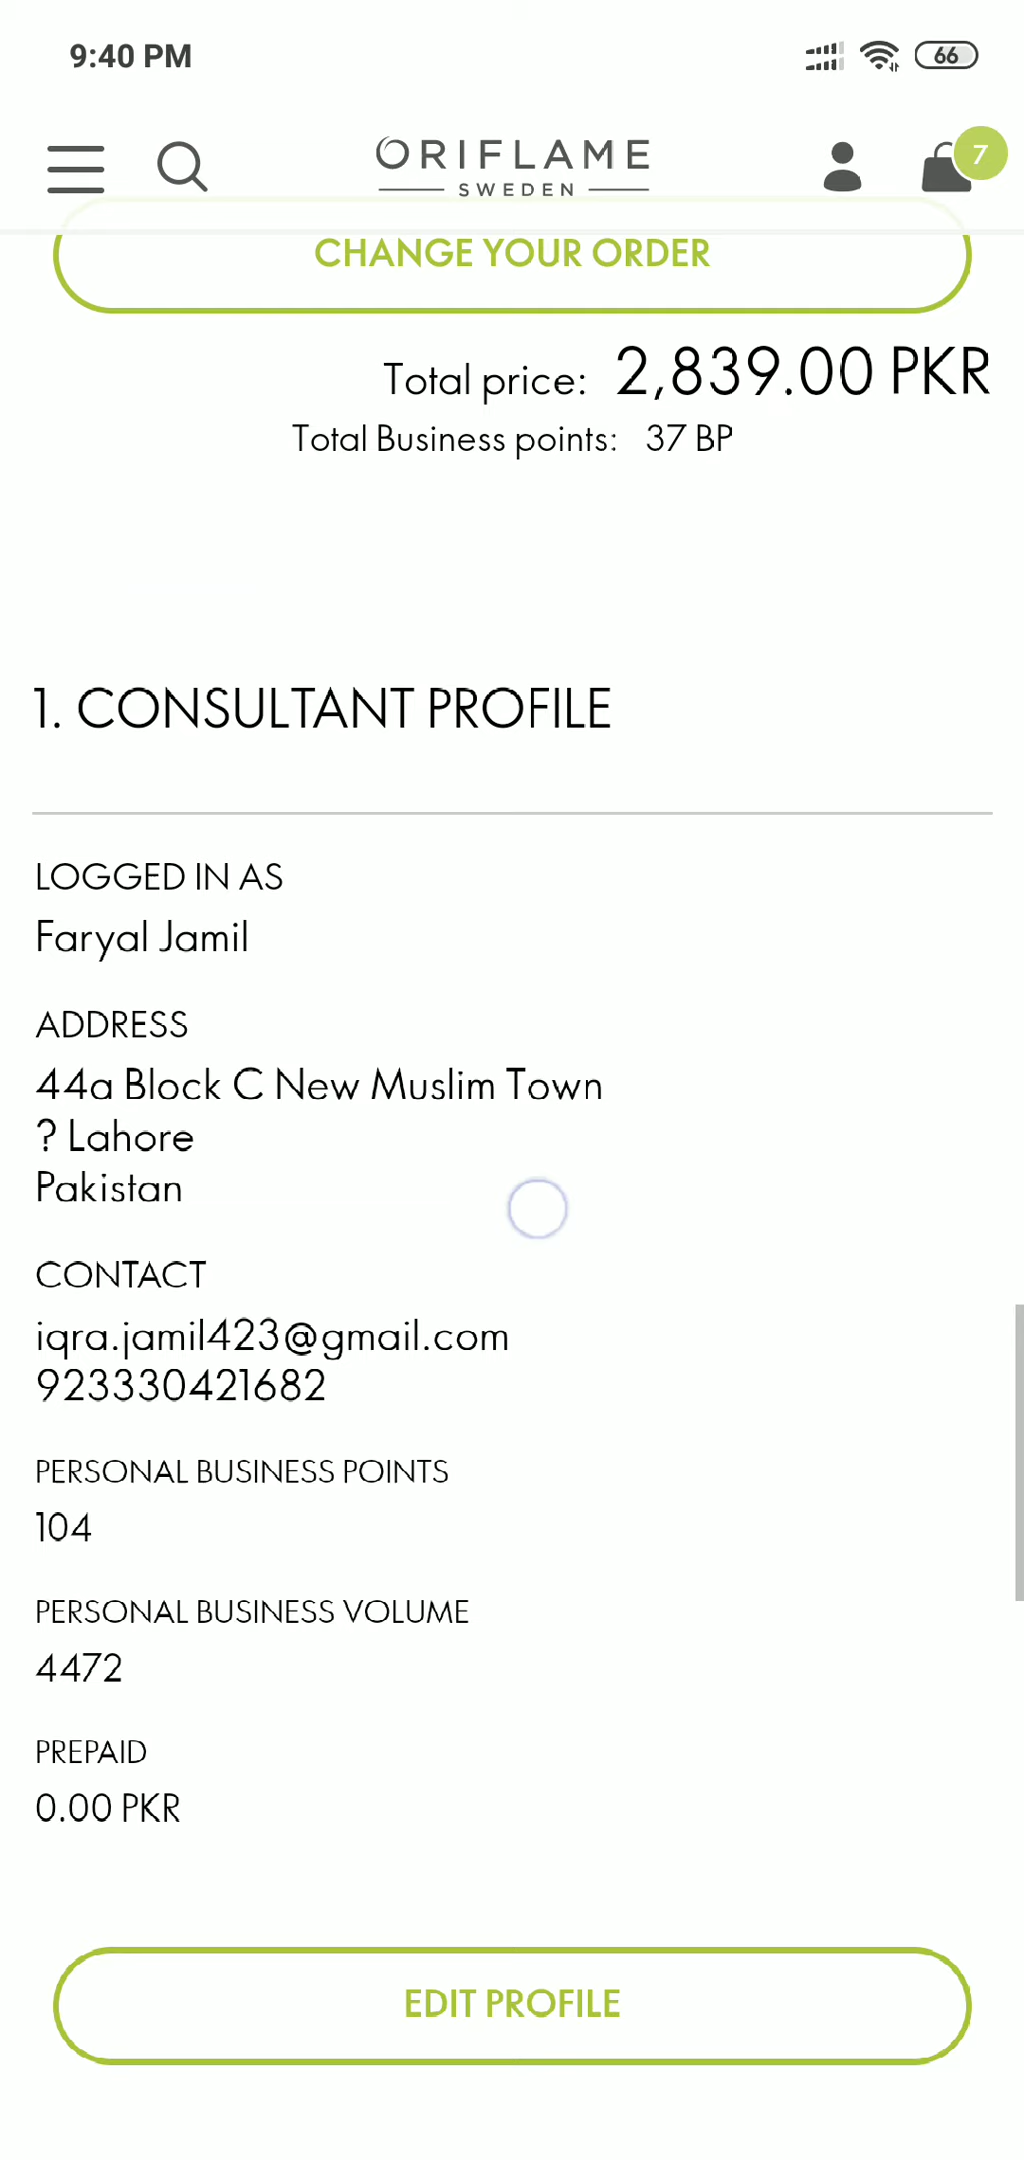 9:40 PM
66
ORIFLAME
SWEDEN
7
CHANGE YOUR ORDER
Total price: 2,839.00 PKR
Total Business points: 37 BP
1. CONSULTANT PROFILE
LOGGED IN AS
Faryal Jamil
ADDRESS
44a Block C New Muslim Town
? Lahore
Pakistan
CONTACT
iqra.jamil423@gmail.com
923330421682
PERSONAL BUSINESS POINTS
104
PERSONAL BUSINESS VOLUME
4472
PREPAID
0.00 PKR
EDIT PROFILE